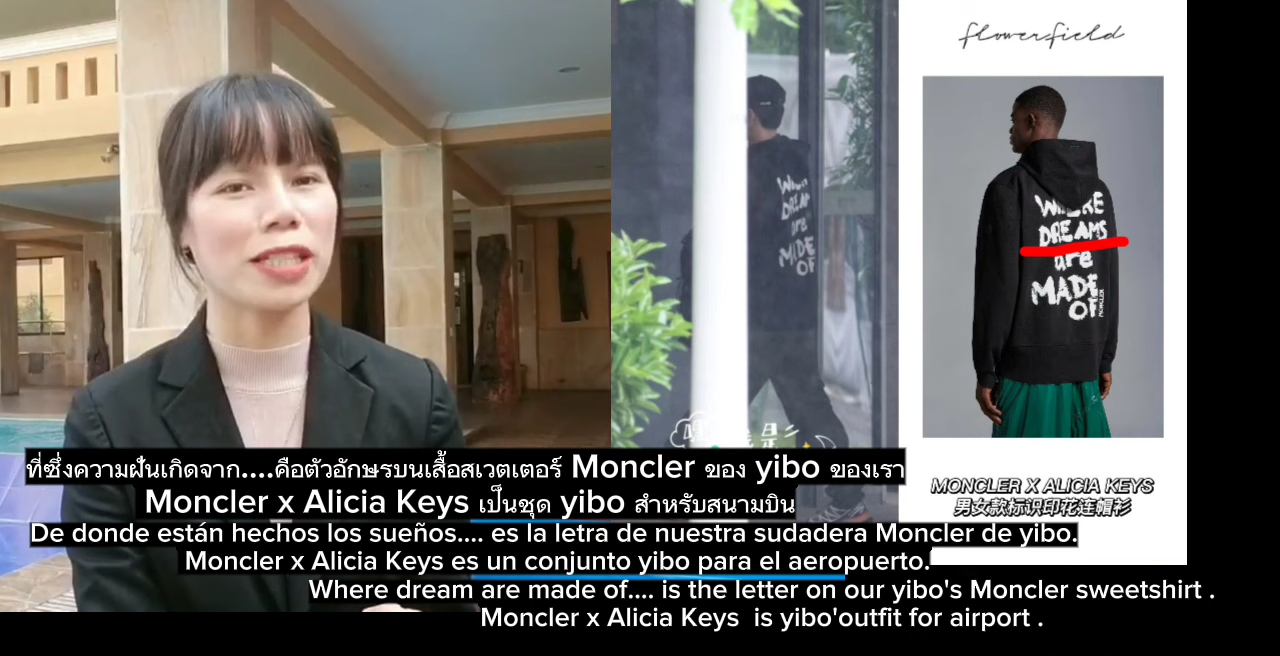 flowerfield
WHERE
DREAMS
are
MADE
OF
MONCLER
WHERE
DREAM
are
MADE
OF
MONCLER X ALICIA KEYS
男女款标识印花连帽衫
ที่ซึ่งความฝันเกิดจาก....คือตัวอักษรบนเสื้อสเวตเตอร์ Moncler ของ yibo ของเรา
Moncler x Alicia Keys เป็นชุด yibo สำหรับสนามบิน
De donde están hechos los sueños.... es la letra de nuestra sudadera Moncler de yibo.
Moncler x Alicia Keys es un conjunto yibo para el aeropuerto.
Where dream are made of.... is the letter on our yibo's Moncler sweetshirt .
Moncler x Alicia Keys is yibo'outfit for airport .